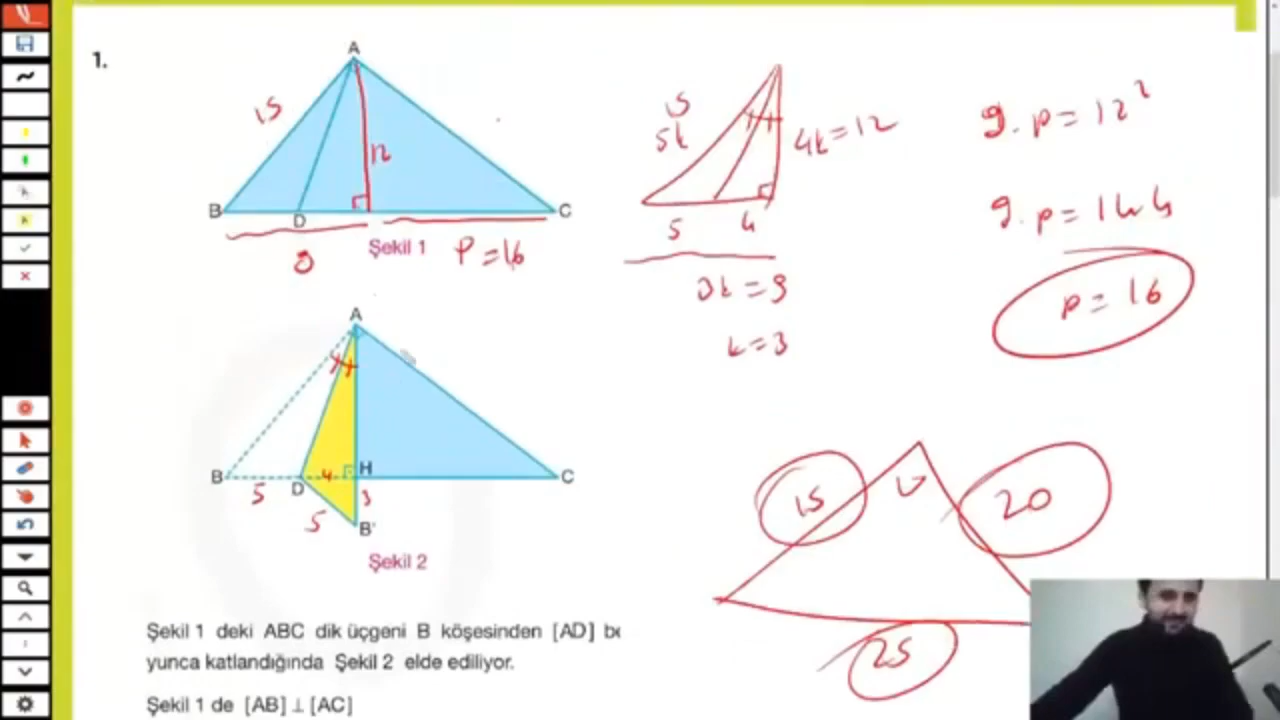 1.
A
15
12
B
D
C
9
Şekil 1
P=16
15
5k
4k=12
5
4
9k=9
k=3
9.p=12²
9.p=144
p=16
A
B
5
D
4
H
C
5
3
B'
Şekil 2
15
20
25
Şekil 1 deki ABC dik üçgeni B köşesinden [AD] bo
yunca katlandığında Şekil 2 elde ediliyor.
Şekil 1 de [AB] ⊥ [AC]